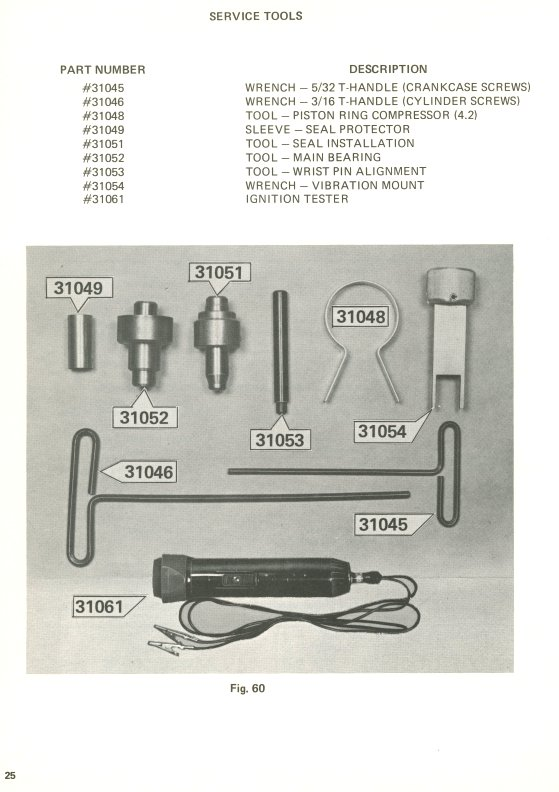 SERVICE TOOLS
PART NUMBER DESCRIPTION
#31045 WRENCH — 5/32 T-HANDLE (CRANKCASE SCREWS)
#31046 WRENCH — 3/16 T-HANDLE (CYLINDER SCREWS)
#31048 TOOL — PISTON RING COMPRESSOR (4.2)
#31049 SLEEVE — SEAL PROTECTOR
#31051 TOOL — SEAL INSTALLATION
#31052 TOOL — MAIN BEARING
#31053 TOOL — WRIST PIN ALIGNMENT
#31054 WRENCH — VIBRATION MOUNT
#31061 IGNITION TESTER
31051
31049
31048
31052
31053
31054
31046
31045
31061
Fig. 60
25